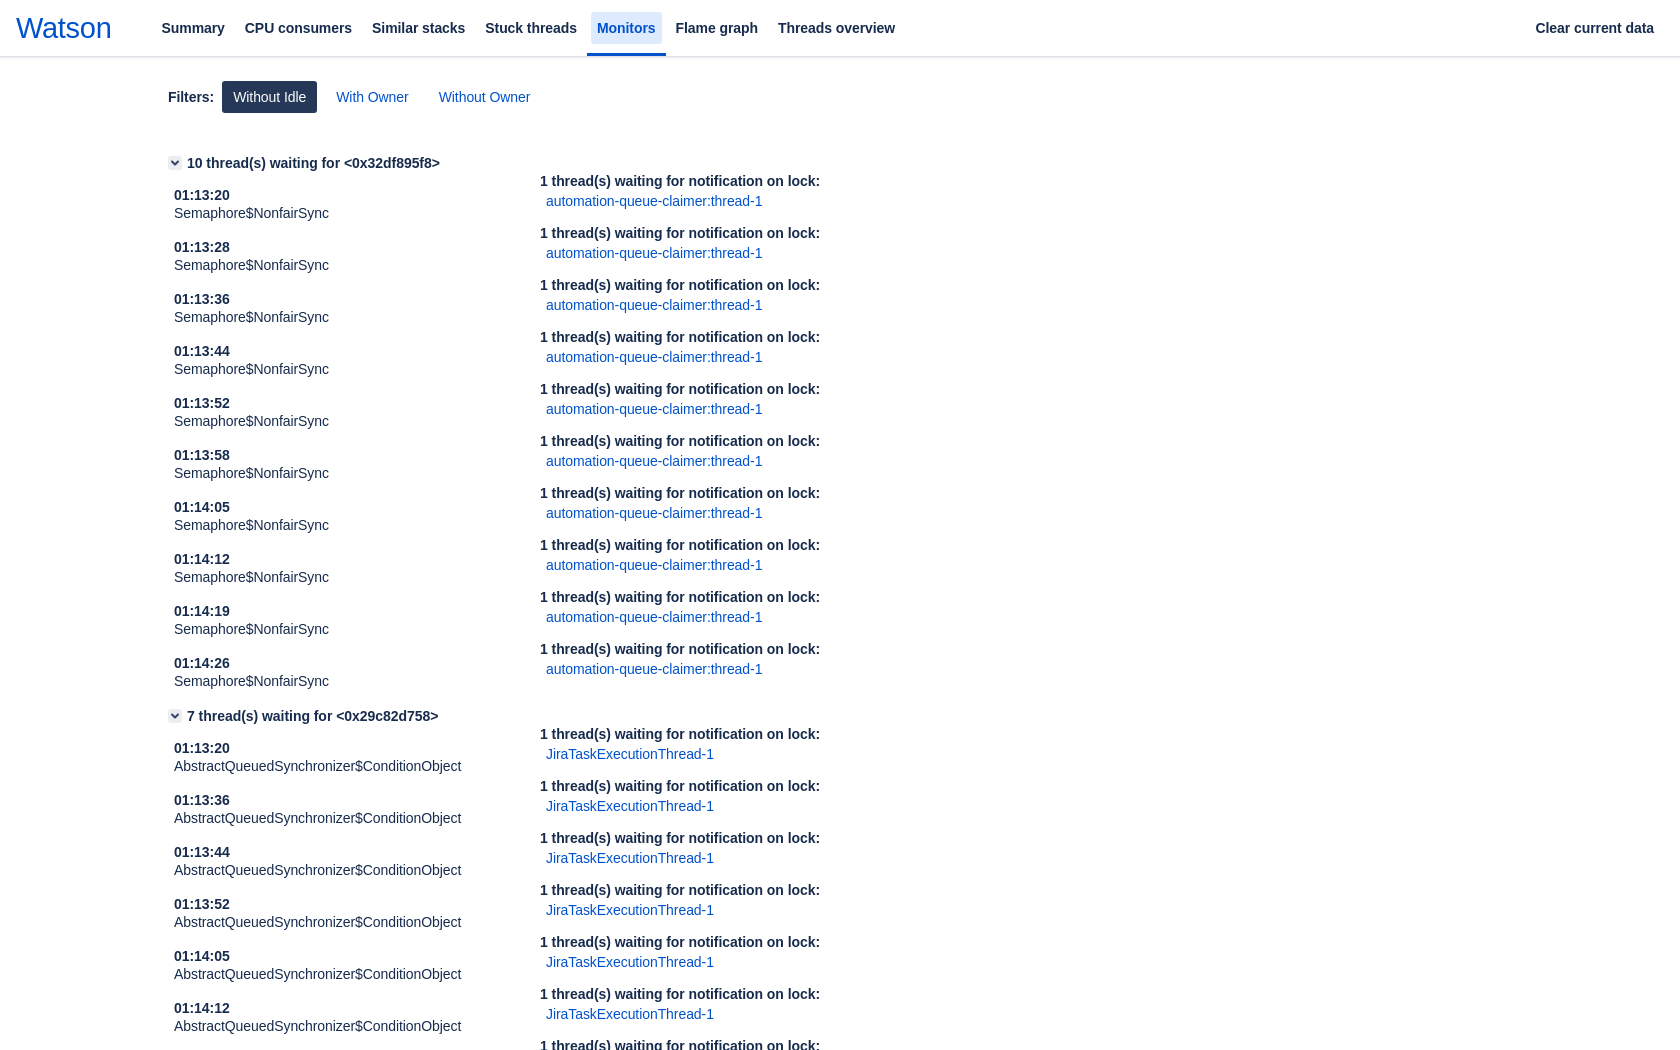 Watson
Summary CPU consumers Similar stacks Stuck threads Monitors Flame graph Threads overview Clear current data
Filters: Without Idle With Owner Without Owner
10 thread(s) waiting for <0x32df895f8>
01:13:20
Semaphore$NonfairSync
1 thread(s) waiting for notification on lock:
automation-queue-claimer:thread-1
01:13:28
Semaphore$NonfairSync
1 thread(s) waiting for notification on lock:
automation-queue-claimer:thread-1
01:13:36
Semaphore$NonfairSync
1 thread(s) waiting for notification on lock:
automation-queue-claimer:thread-1
01:13:44
Semaphore$NonfairSync
1 thread(s) waiting for notification on lock:
automation-queue-claimer:thread-1
01:13:52
Semaphore$NonfairSync
1 thread(s) waiting for notification on lock:
automation-queue-claimer:thread-1
01:13:58
Semaphore$NonfairSync
1 thread(s) waiting for notification on lock:
automation-queue-claimer:thread-1
01:14:05
Semaphore$NonfairSync
1 thread(s) waiting for notification on lock:
automation-queue-claimer:thread-1
01:14:12
Semaphore$NonfairSync
1 thread(s) waiting for notification on lock:
automation-queue-claimer:thread-1
01:14:19
Semaphore$NonfairSync
1 thread(s) waiting for notification on lock:
automation-queue-claimer:thread-1
01:14:26
Semaphore$NonfairSync
1 thread(s) waiting for notification on lock:
automation-queue-claimer:thread-1
7 thread(s) waiting for <0x29c82d758>
01:13:20
AbstractQueuedSynchronizer$ConditionObject
1 thread(s) waiting for notification on lock:
JiraTaskExecutionThread-1
01:13:36
AbstractQueuedSynchronizer$ConditionObject
1 thread(s) waiting for notification on lock:
JiraTaskExecutionThread-1
01:13:44
AbstractQueuedSynchronizer$ConditionObject
1 thread(s) waiting for notification on lock:
JiraTaskExecutionThread-1
01:13:52
AbstractQueuedSynchronizer$ConditionObject
1 thread(s) waiting for notification on lock:
JiraTaskExecutionThread-1
01:14:05
AbstractQueuedSynchronizer$ConditionObject
1 thread(s) waiting for notification on lock:
JiraTaskExecutionThread-1
01:14:12
AbstractQueuedSynchronizer$ConditionObject
1 thread(s) waiting for notification on lock:
JiraTaskExecutionThread-1
1 thread(s) waiting for notification on lock: